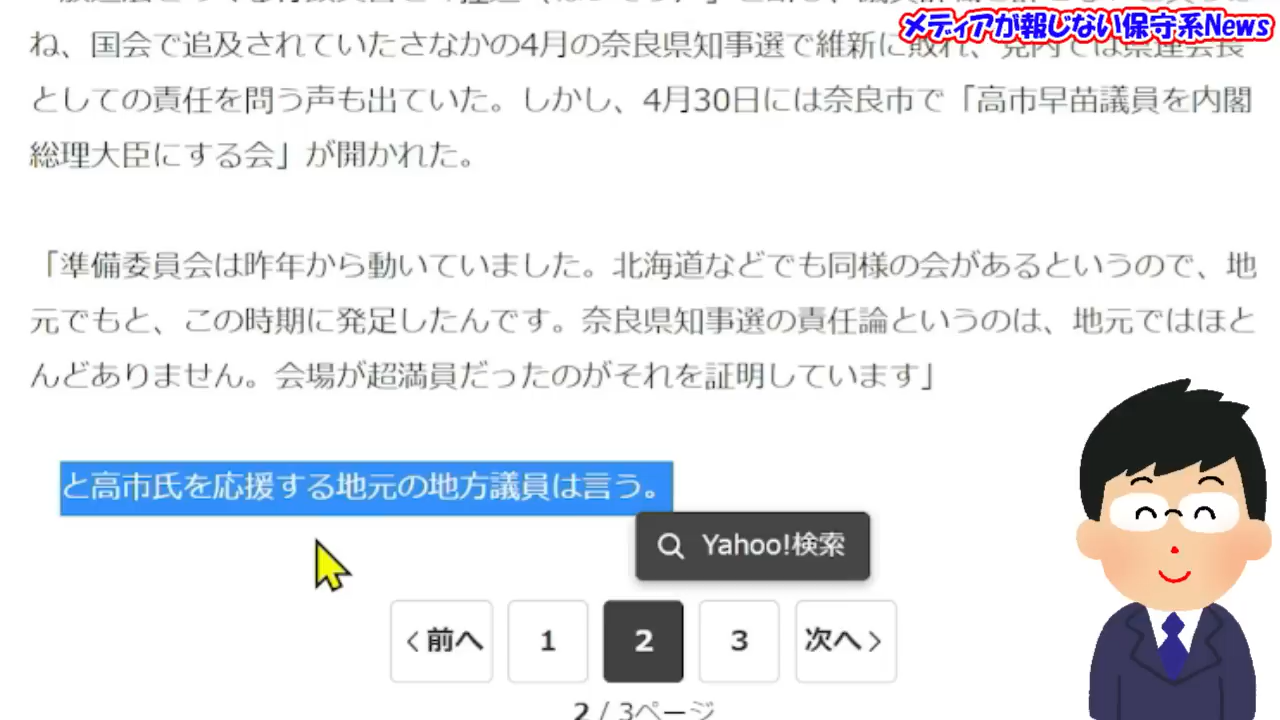 メディアが報じない保守系News
ね、国会で追及されていたさなかの4月の奈良県知事選で維新に敗れ、党内では県連会長
としての責任を問う声も出ていた。しかし、4月30日には奈良市で「高市早苗議員を内閣
総理大臣にする会」が開かれた。
「準備委員会は昨年から動いていました。北海道などでも同様の会があるというので、地
元でもと、この時期に発足したんです。奈良県知事選の責任論というのは、地元ではほと
んどありません。会場が超満員だったのがそれを証明しています」
と高市氏を応援する地元の地方議員は言う。
Yahoo!検索
<前へ 1 2 3 次へ>
2 / 3ページ